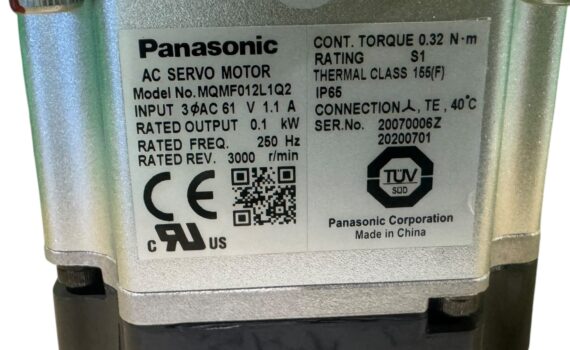 Panasonic
AC SERVO MOTOR
Model No. MQMF012L1Q2
INPUT 3φAC 61 V 1.1 A
RATED OUTPUT 0.1 kW
RATED FREQ. 250 Hz
RATED REV. 3000 r/min
CE
c RU US
CONT. TORQUE 0.32 N·m
RATING S1
THERMAL CLASS 155(F)
IP65
CONNECTION 人, TE, 40℃
SER.No. 20070006Z
20200701
TÜV
SÜD
Panasonic Corporation
Made in China